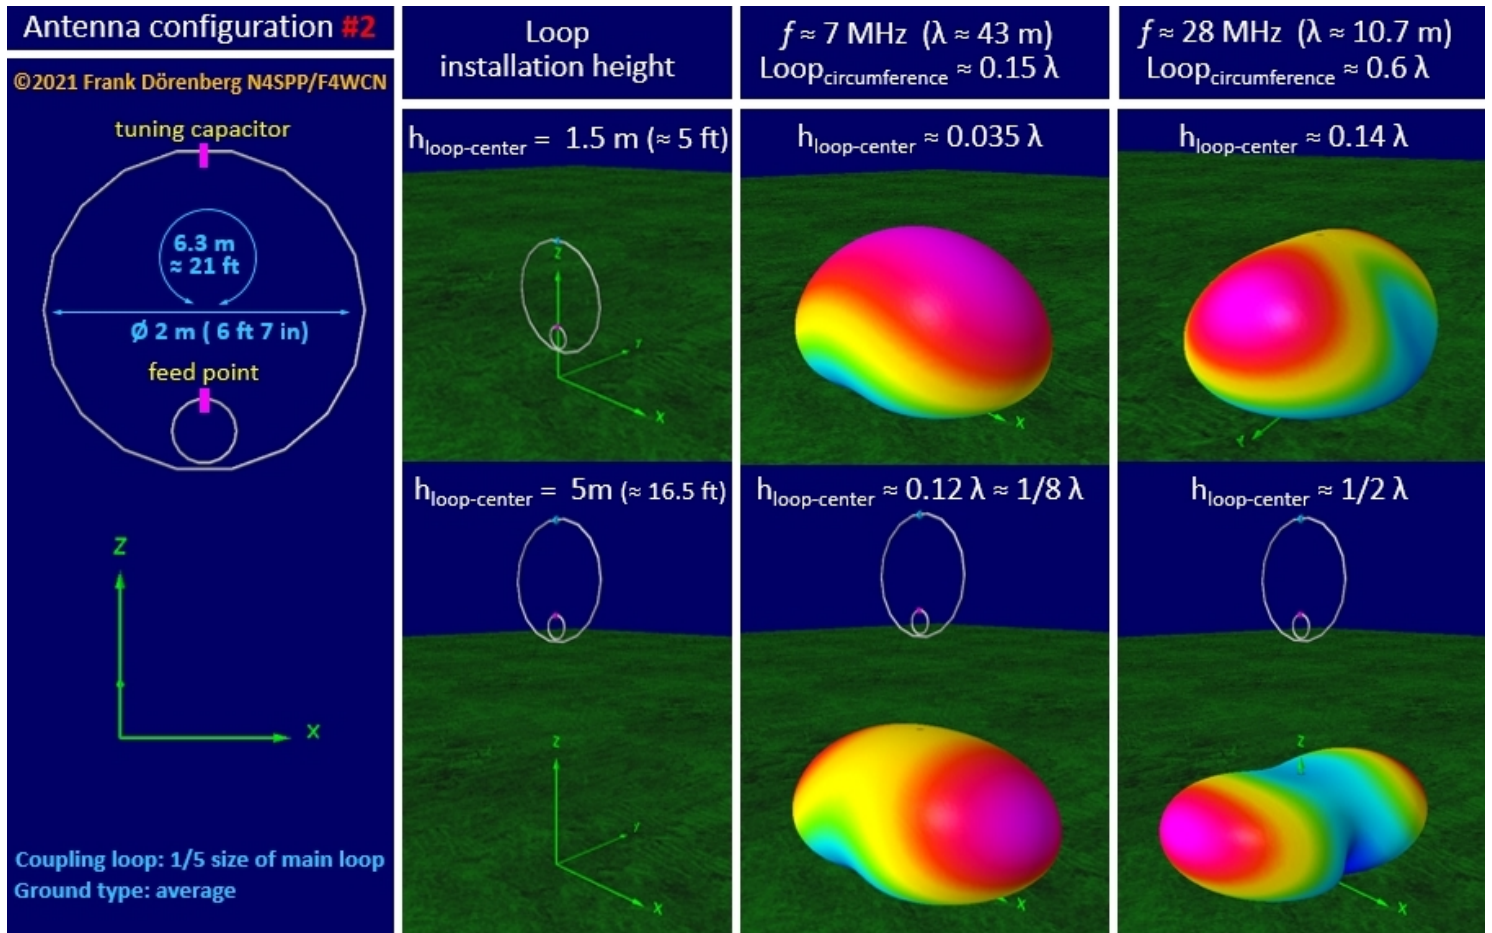 Antenna configuration #2
©2021 Frank Dörenberg N4SPP/F4WCN
tuning capacitor
6.3 m
≈ 21 ft
Ø 2 m ( 6 ft 7 in)
feed point
Z
X
Coupling loop: 1/5 size of main loop
Ground type: average
Loop
installation height
f ≈ 7 MHz (λ ≈ 43 m)
Loopcircumference ≈ 0.15 λ
f ≈ 28 MHz (λ ≈ 10.7 m)
Loopcircumference ≈ 0.6 λ
hloop-center = 1.5 m (≈ 5 ft)
Z
Y
X
hloop-center ≈ 0.035 λ
X
hloop-center ≈ 0.14 λ
Y
hloop-center = 5m (≈ 16.5 ft)
Z
Y
X
hloop-center ≈ 0.12 λ ≈ 1/8 λ
X
hloop-center ≈ 1/2 λ
Z
X